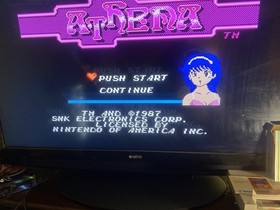 ATHENA
TM
PUSH START
CONTINUE
TM AND ©1987
SNK ELECTRONICS CORP.
LICENSED BY
NINTENDO OF AMERICA INC.